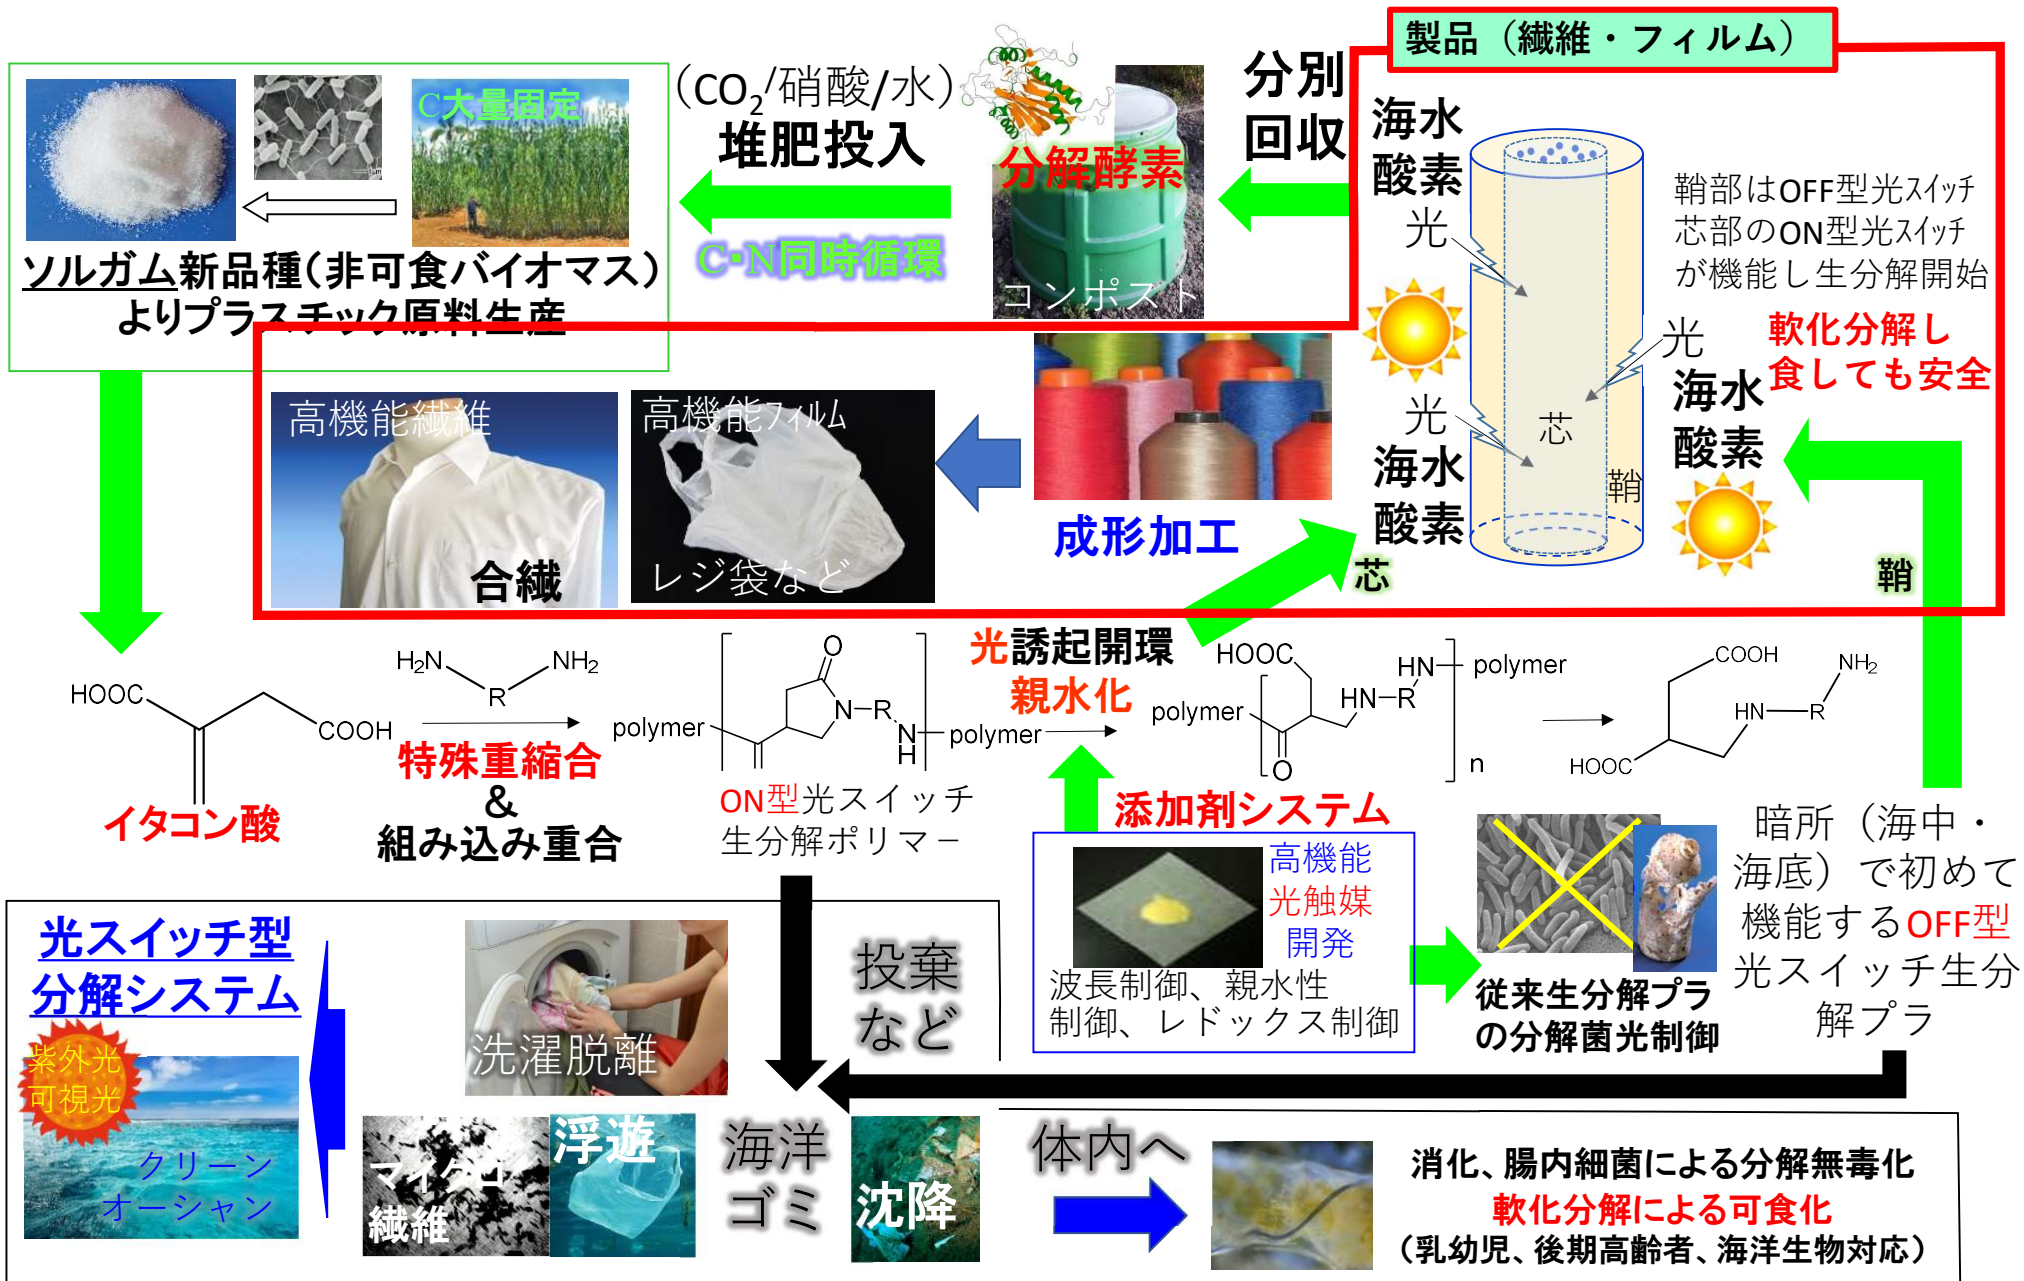 製品（繊維・フィルム）
C大量固定
（CO₂/硝酸/水）
堆肥投入
C・N同時循環
分解酵素
コンポスト
分別
回収
ソルガム新品種（非可食バイオマス）
よりプラスチック原料生産
海水
酸素
光
鞘部はOFF型光スイッチ
芯部のON型光スイッチ
が機能し生分解開始
軟化分解し
食しても安全
光
海水
酸素
光
海水
酸素
芯
鞘
芯
鞘
高機能繊維
合繊
高機能フィルム
レジ袋など
成形加工
HOOC
COOH
イタコン酸
H₂N
NH₂
R
特殊重縮合
&
組み込み重合
polymer
O
N
R
N
H
polymer
ON型光スイッチ
生分解ポリマー
光誘起開環
親水化
HOOC
HN
polymer
HN
R
polymer
O
n
COOH
NH₂
HN
R
HOOC
添加剤システム
高機能
光触媒
開発
波長制御、親水性
制御、レドックス制御
従来生分解プラ
の分解菌光制御
暗所（海中・
海底）で初めて
機能するOFF型
光スイッチ生分
解プラ
光スイッチ型
分解システム
紫外光
可視光
クリーン
オーシャン
洗濯脱離
投棄
など
マイクロ
繊維
浮遊
海洋
ゴミ
沈降
体内へ
消化、腸内細菌による分解無毒化
軟化分解による可食化
（乳幼児、後期高齢者、海洋生物対応）